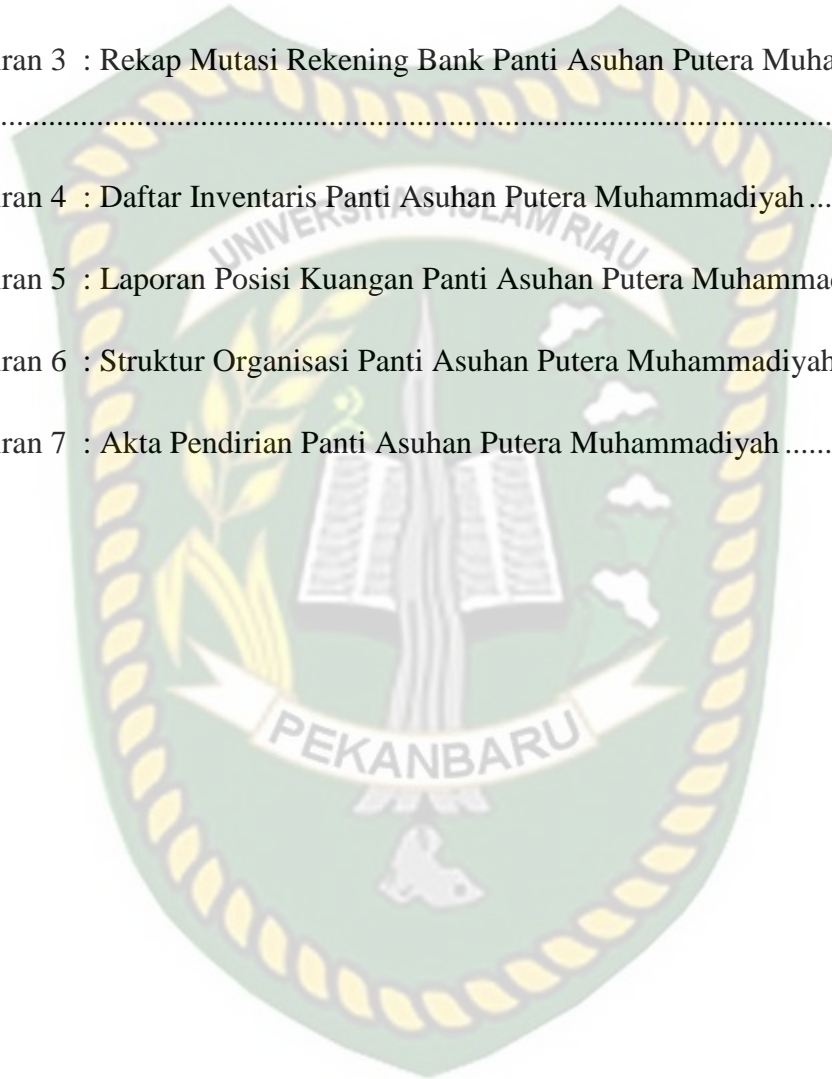 ran 3 : Rekap Mutasi Rekening Bank Panti Asuhan Putera Muha
........................................................................................................
ran 4 : Daftar Inventaris Panti Asuhan Putera Muhammadiyah ...
UNIVERSITAS ISLAM RIAU
ran 5 : Laporan Posisi Kuangan Panti Asuhan Putera Muhammad
ran 6 : Struktur Organisasi Panti Asuhan Putera Muhammadiyah
ran 7 : Akta Pendirian Panti Asuhan Putera Muhammadiyah ......
PEKANBARU